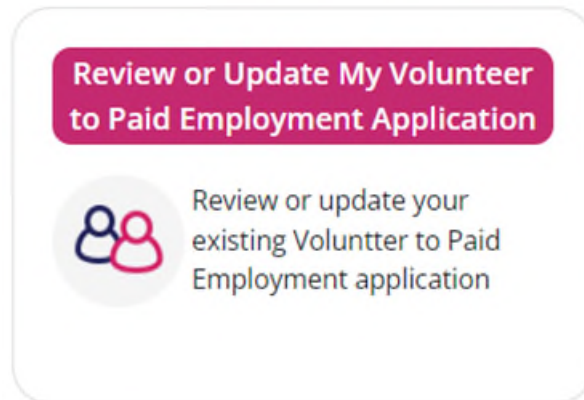 Review or Update My Volunteer
to Paid Employment Application
Review or update your
existing Voluntter to Paid
Employment application